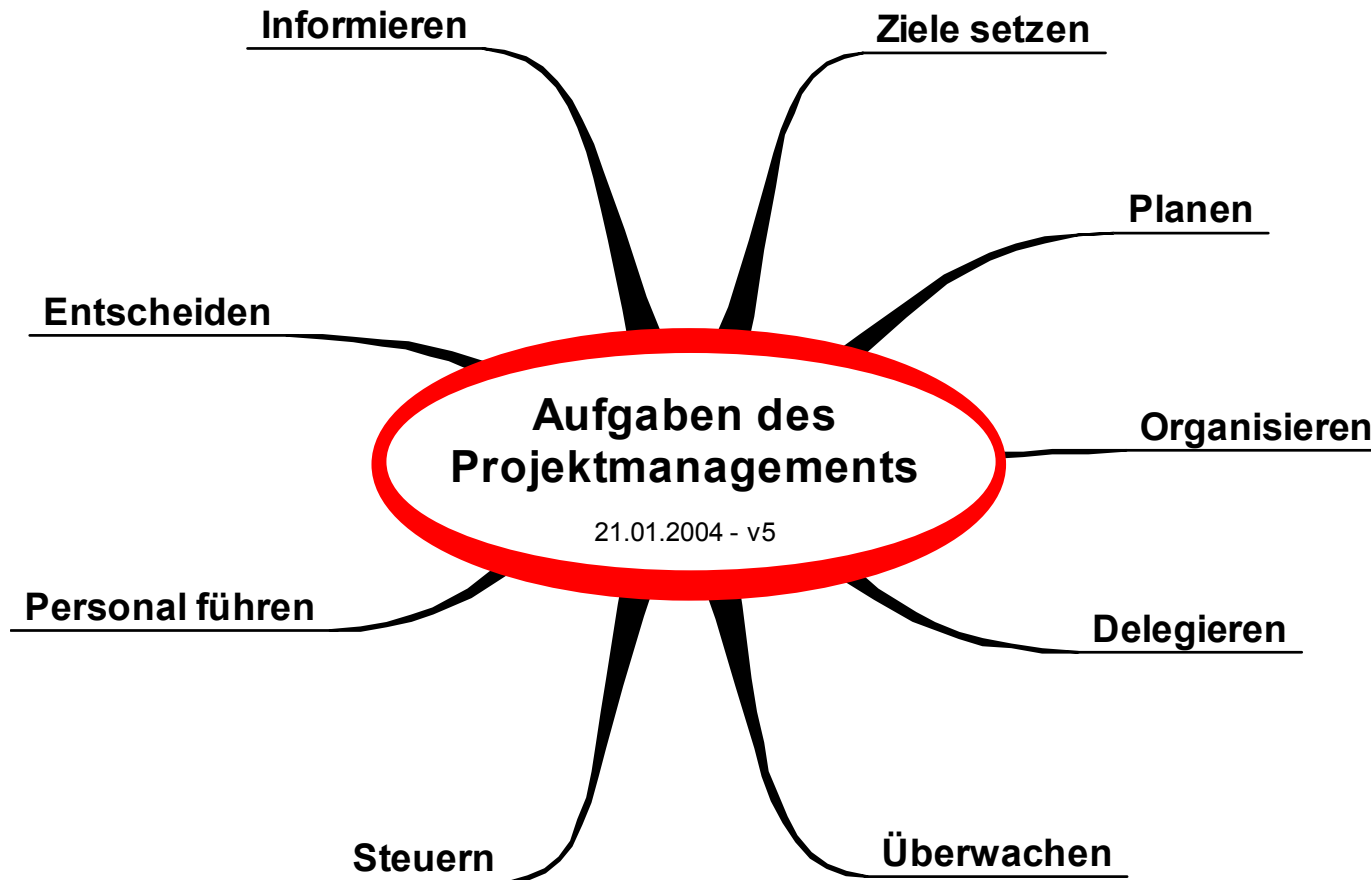 Informieren
Ziele setzen
Planen
Entscheiden
Aufgaben des
Projektmanagements
21.01.2004 - v5
Organisieren
Personal führen
Delegieren
Steuern
Überwachen